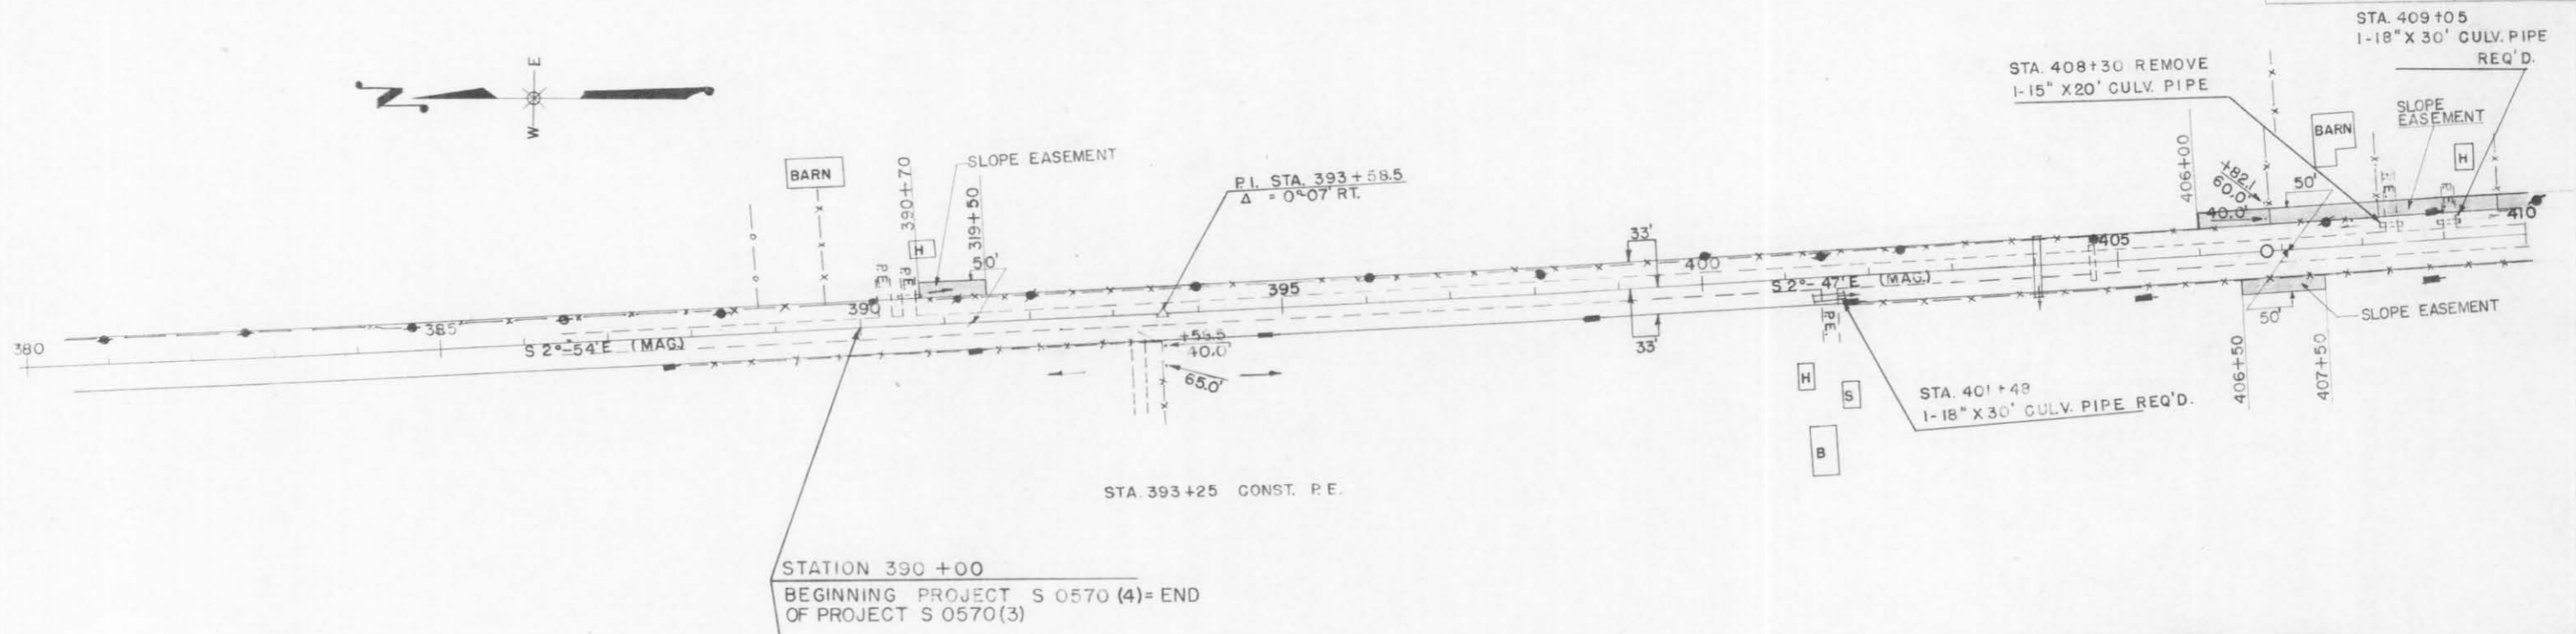 STA. 409+05
1-18" X 30' CULV. PIPE
REQ'D.
STA. 408+30 REMOVE
1-15" X20' CULV. PIPE
E
N
W
SLOPE
EASEMENT
BARN
H
BARN
390+70
SLOPE EASEMENT
319+50
H
50'
P.I. STA. 393+58.5
Δ = 0°-07' RT.
406+00
+82.1
60.0'
40.0'
50'
P.E.
P.E.
410
33'
405
400
P.E.
P.E.
395
390
385
380
S 2°-54'E (MAG.)
S 2°-47'E (MAG.)
+58.5
40.0'
65.0'
33'
P.E.
50'
SLOPE EASEMENT
406+50
407+50
H
S
B
STA. 401+48
1-18" X 30' CULV. PIPE REQ'D.
STA. 393+25 CONST. P.E.
STATION 390 +00
BEGINNING PROJECT S 0570 (4)= END
OF PROJECT S 0570(3)